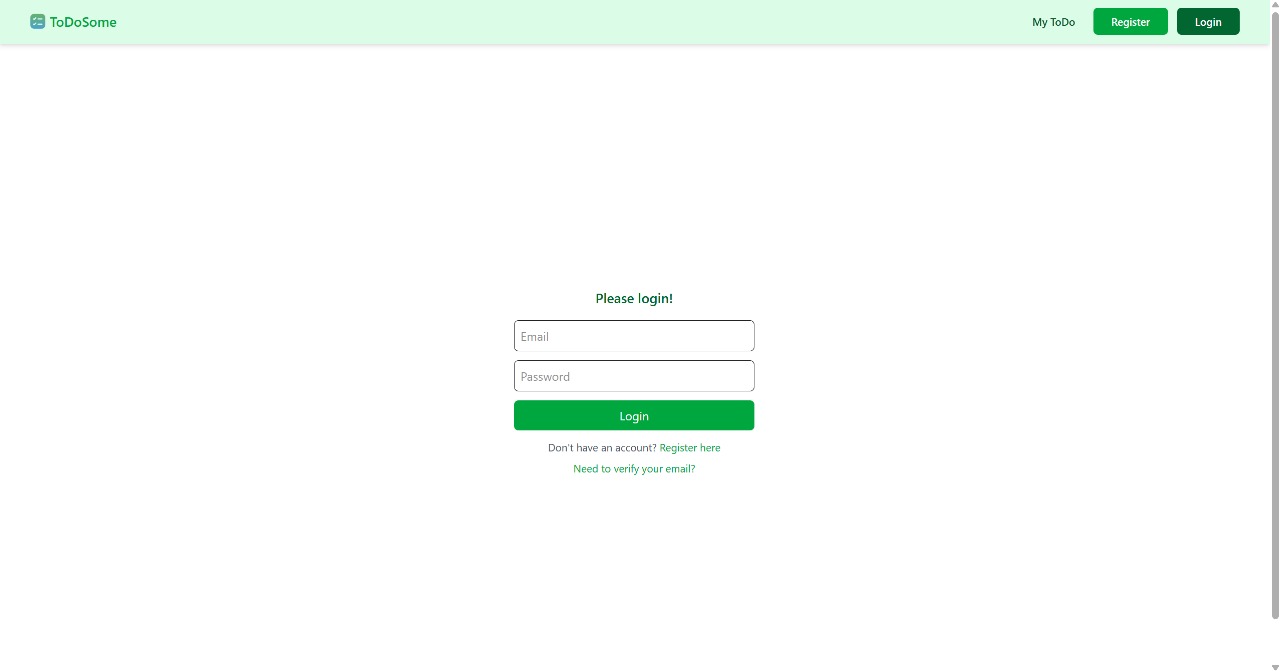 ToDoSome My ToDo Register Login
Please login!
Email
Password
Login
Don't have an account? Register here
Need to verify your email?